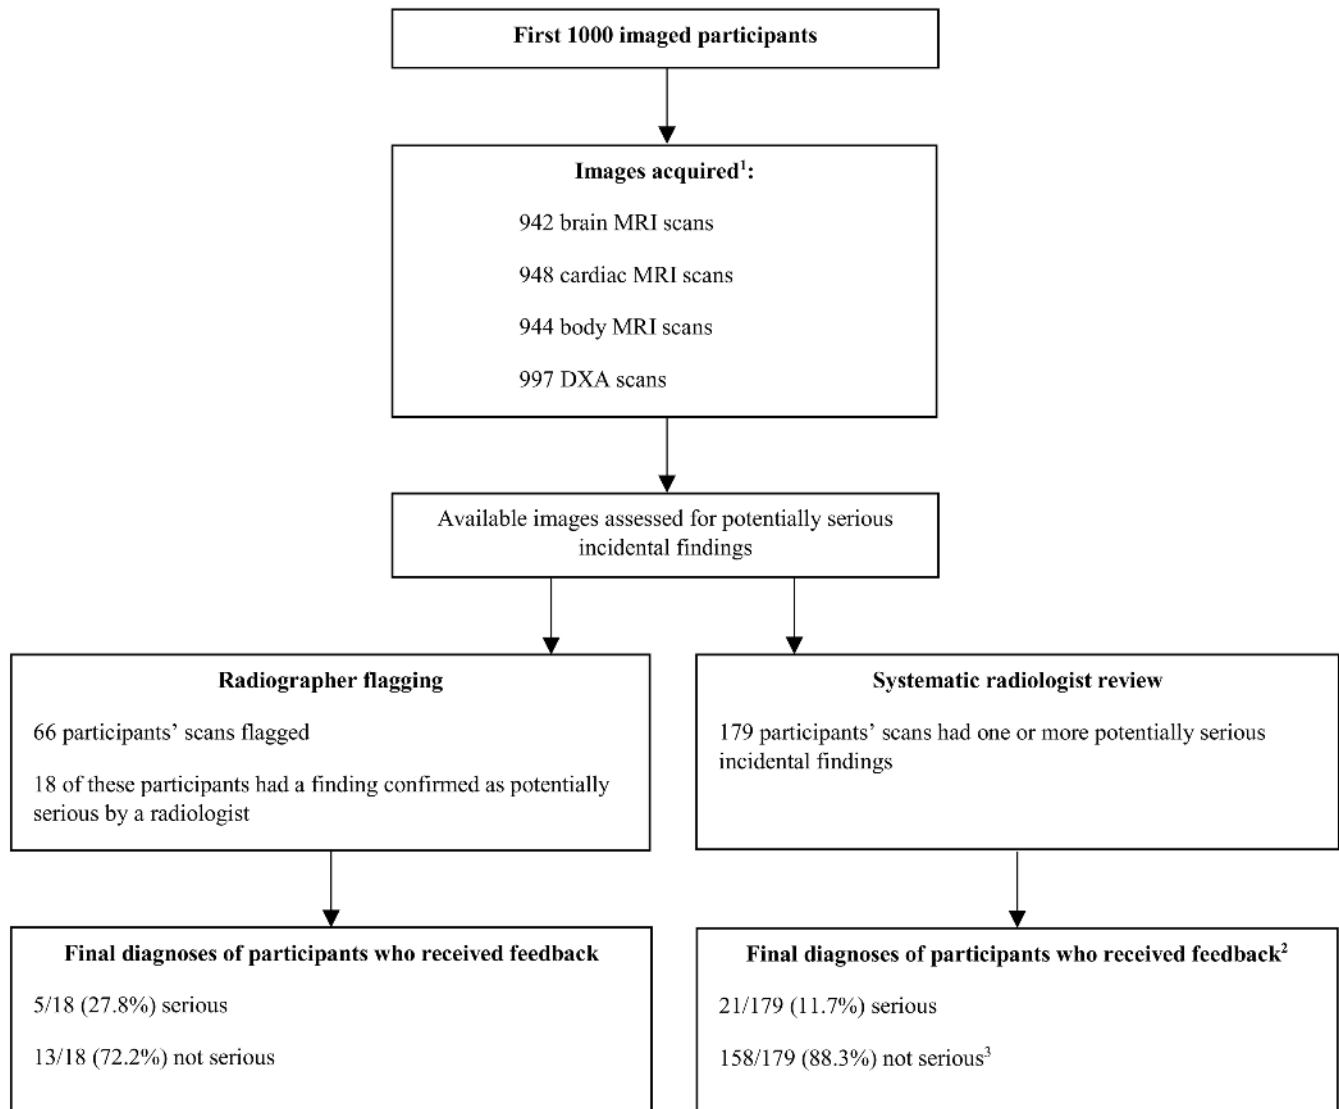 First 1000 imaged participants
Images acquired¹:
942 brain MRI scans
948 cardiac MRI scans
944 body MRI scans
997 DXA scans
Available images assessed for potentially serious
incidental findings
Radiographer flagging
66 participants’ scans flagged
18 of these participants had a finding confirmed as potentially
serious by a radiologist
Systematic radiologist review
179 participants’ scans had one or more potentially serious
incidental findings
Final diagnoses of participants who received feedback
5/18 (27.8%) serious
13/18 (72.2%) not serious
Final diagnoses of participants who received feedback²
21/179 (11.7%) serious
158/179 (88.3%) not serious³